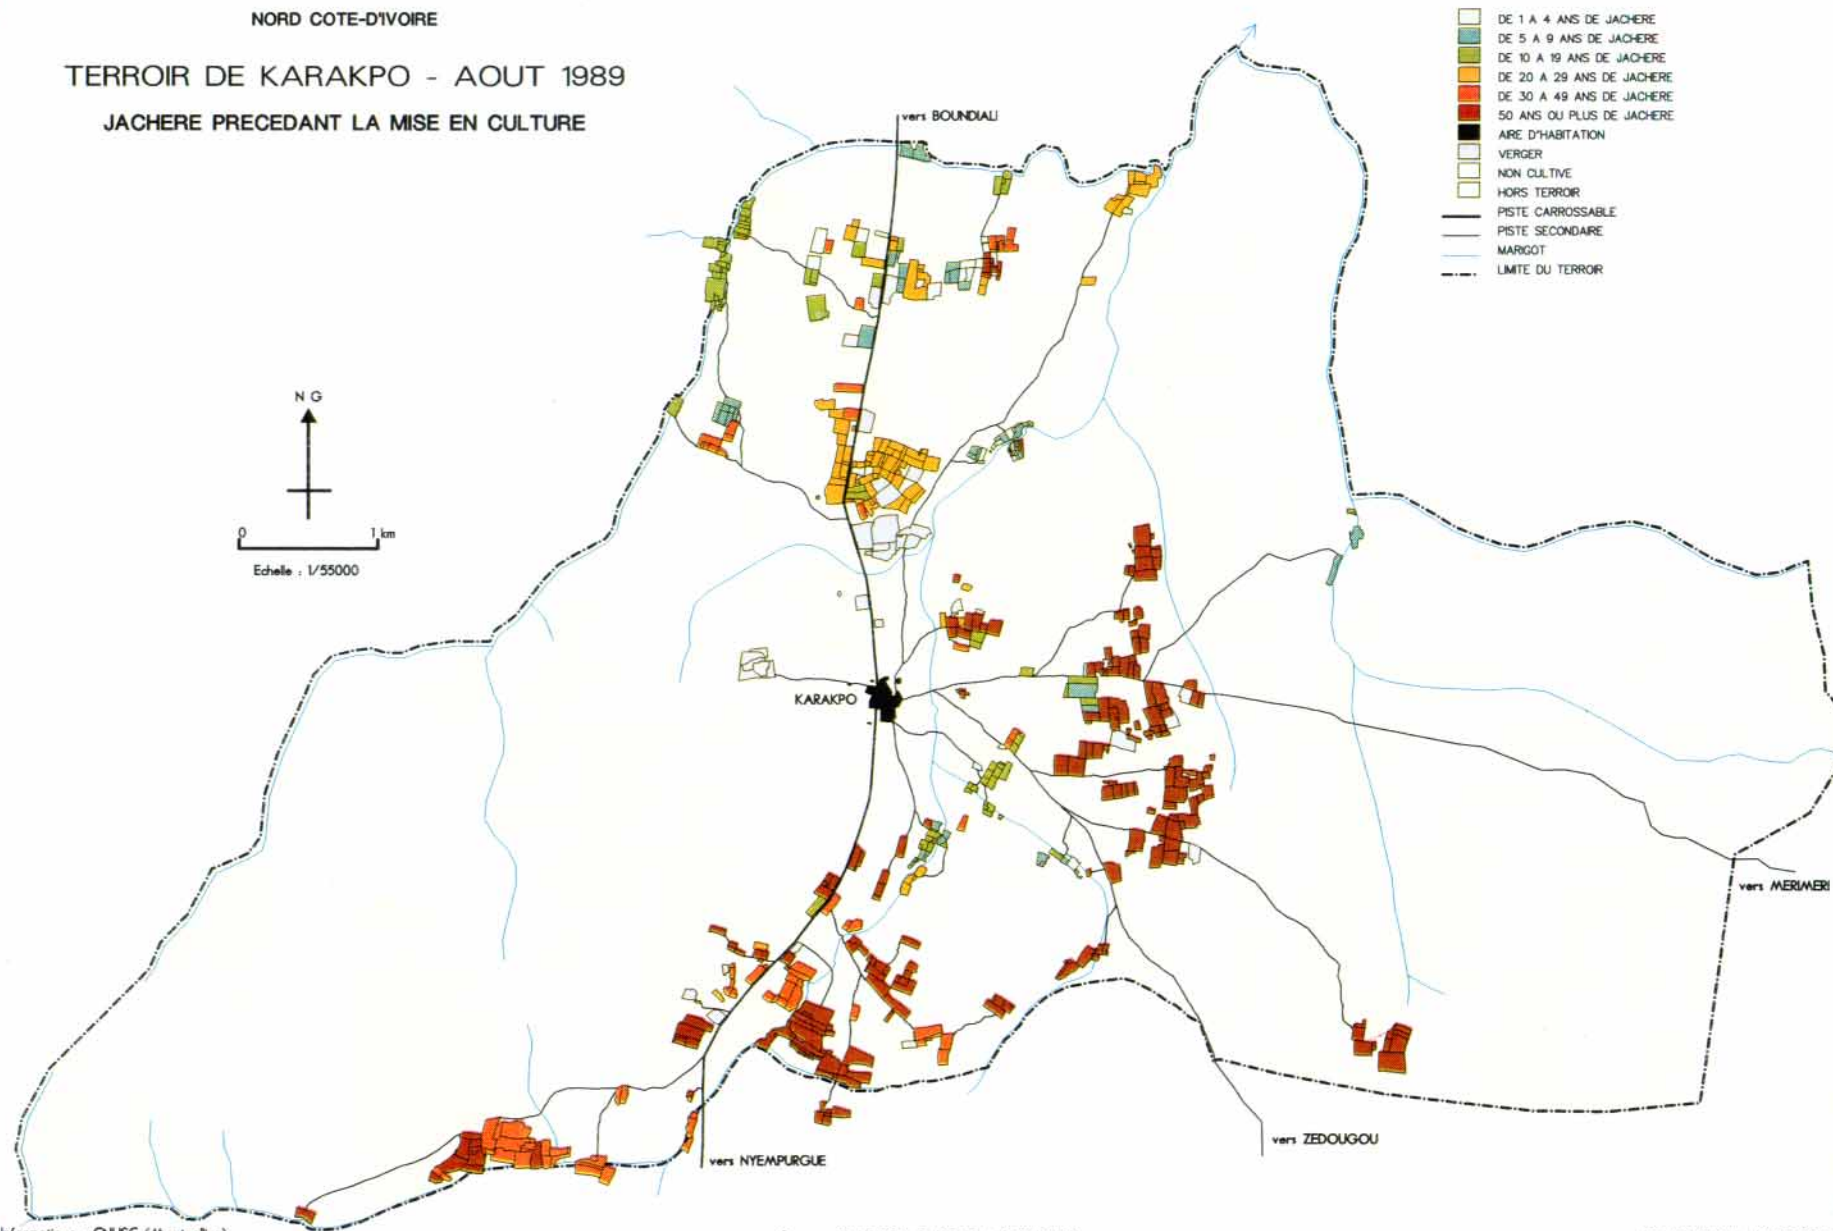 NORD COTE-D'IVOIRE
TERROIR DE KARAKPO - AOUT 1989
JACHERE PRECEDANT LA MISE EN CULTURE
DE 1 A 4 ANS DE JACHERE
DE 5 A 9 ANS DE JACHERE
DE 10 A 19 ANS DE JACHERE
DE 20 A 29 ANS DE JACHERE
DE 30 A 49 ANS DE JACHERE
50 ANS OU PLUS DE JACHERE
AIRE D'HABITATION
VERGER
NON CULTIVE
HORS TERROIR
PISTE CARROSSABLE
PISTE SECONDAIRE
MARIGOT
LIMITE DU TERROIR
vers BOUNDIALI
N G
0 1 km
Echelle : 1/55000
KARAKPO
vers MERIMERI
vers ZEDOUGOU
vers NYEMPURGUE